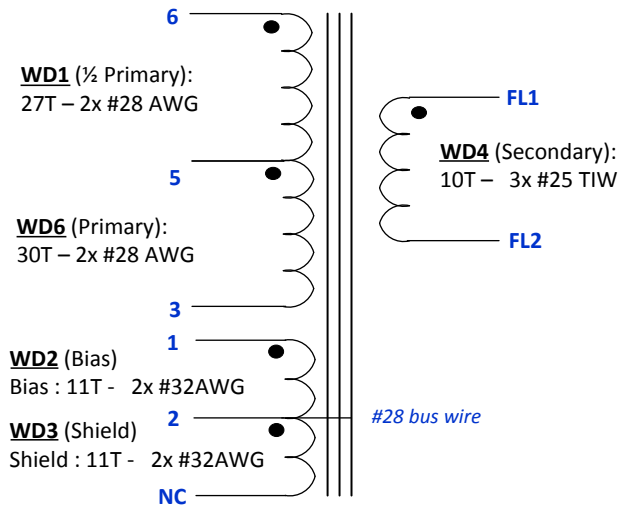 6
WD1 (½ Primary):
27T – 2x #28 AWG
FL1
WD4 (Secondary):
10T – 3x #25 TIW
5
WD6 (Primary):
30T – 2x #28 AWG
FL2
3
1
WD2 (Bias)
Bias : 11T - 2x #32AWG
2
#28 bus wire
WD3 (Shield)
Shield : 11T - 2x #32AWG
NC